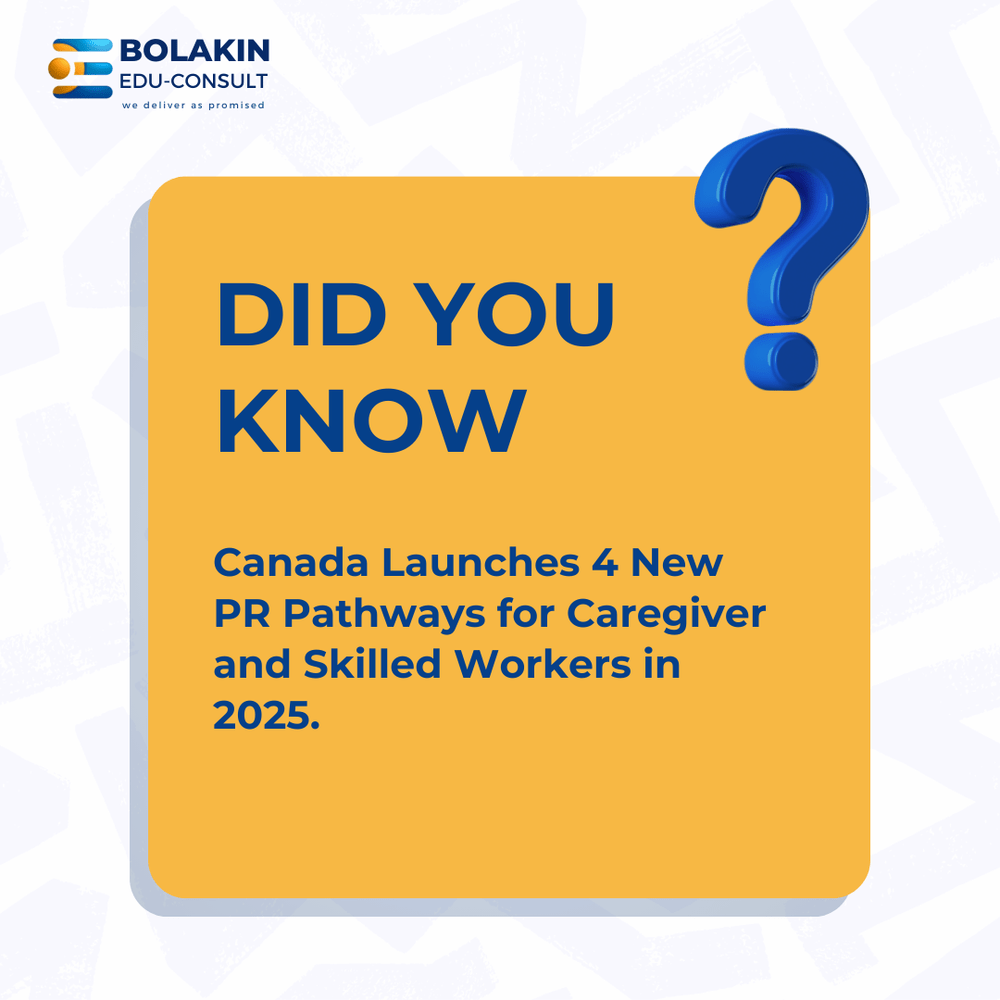 BOLAKIN
EDU-CONSULT
we deliver as promised
DID YOU
KNOW
Canada Launches 4 New
PR Pathways for Caregiver
and Skilled Workers in
2025.